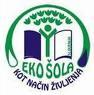 EKO ŠOLA
KOT NAČIN ŽIVLJENJA